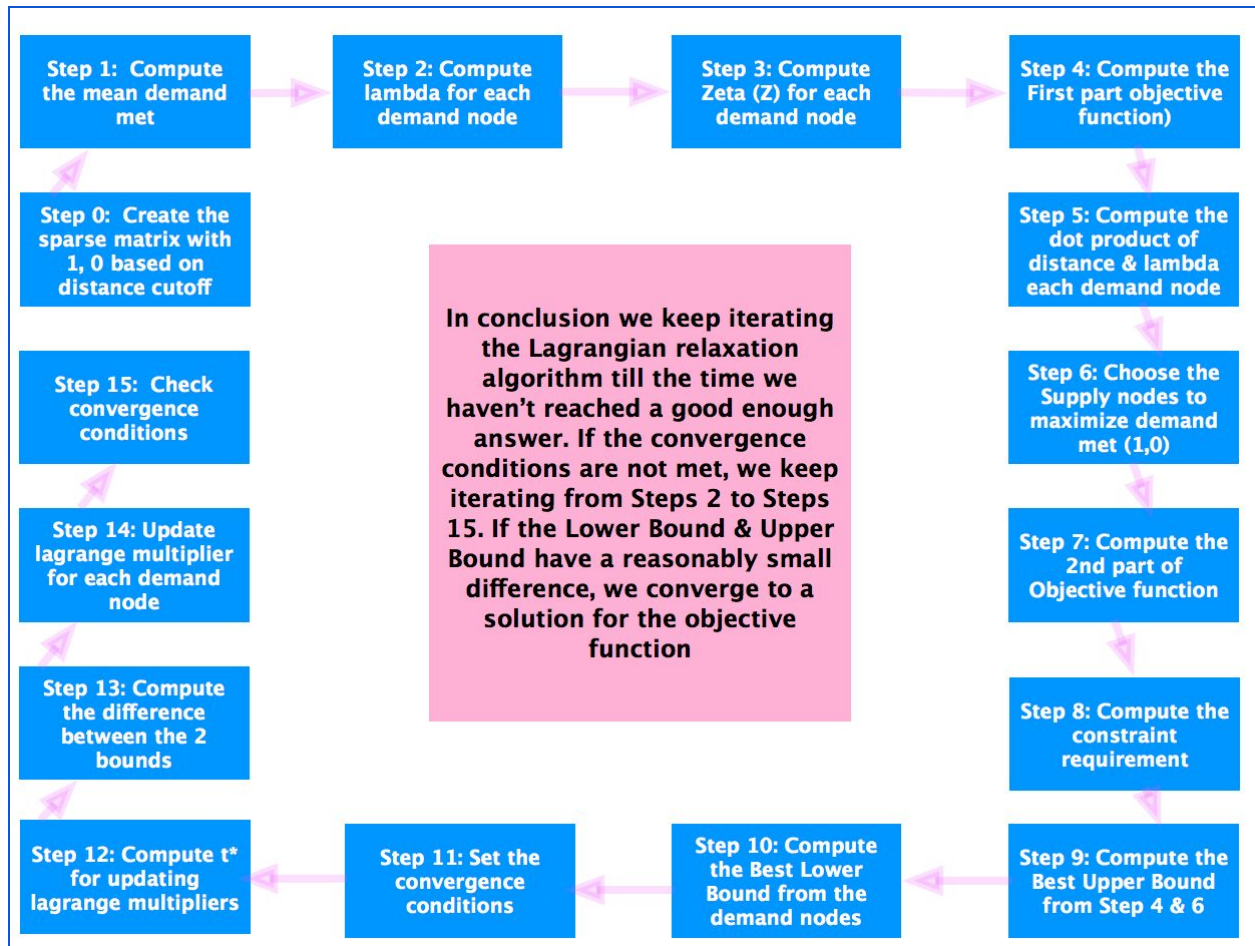 Step 1:  Compute
the mean demand
met
Step 2: Compute
lambda for each
demand node
Step 3: Compute
Zeta (Z) for each
demand node
Step 4: Compute the
First part objective
function)
Step 0:  Create the
sparse matrix with
1, 0 based on
distance cutoff
Step 5: Compute the
dot product of
distance & lambda
each demand node
In conclusion we keep iterating
the Lagrangian relaxation
algorithm till the time we
haven’t reached a good enough
answer. If the convergence
conditions are not met, we keep
iterating from Steps 2 to Steps
15. If the Lower Bound & Upper
Bound have a reasonably small
difference, we converge to a
solution for the objective
function
Step 15:  Check
convergence
conditions
Step 6: Choose the
Supply nodes to
maximize demand
met (1,0)
Step 14: Update
lagrange multiplier
for each demand
node
Step 7: Compute the
2nd part of
Objective function
Step 13: Compute
the difference
between the 2
bounds
Step 8: Compute the
constraint
requirement
Step 12: Compute t*
for updating
lagrange multipliers
Step 11: Set the
convergence
conditions
Step 10: Compute
the Best Lower
Bound from the
demand nodes
Step 9: Compute the
Best Upper Bound
from Step 4 & 6